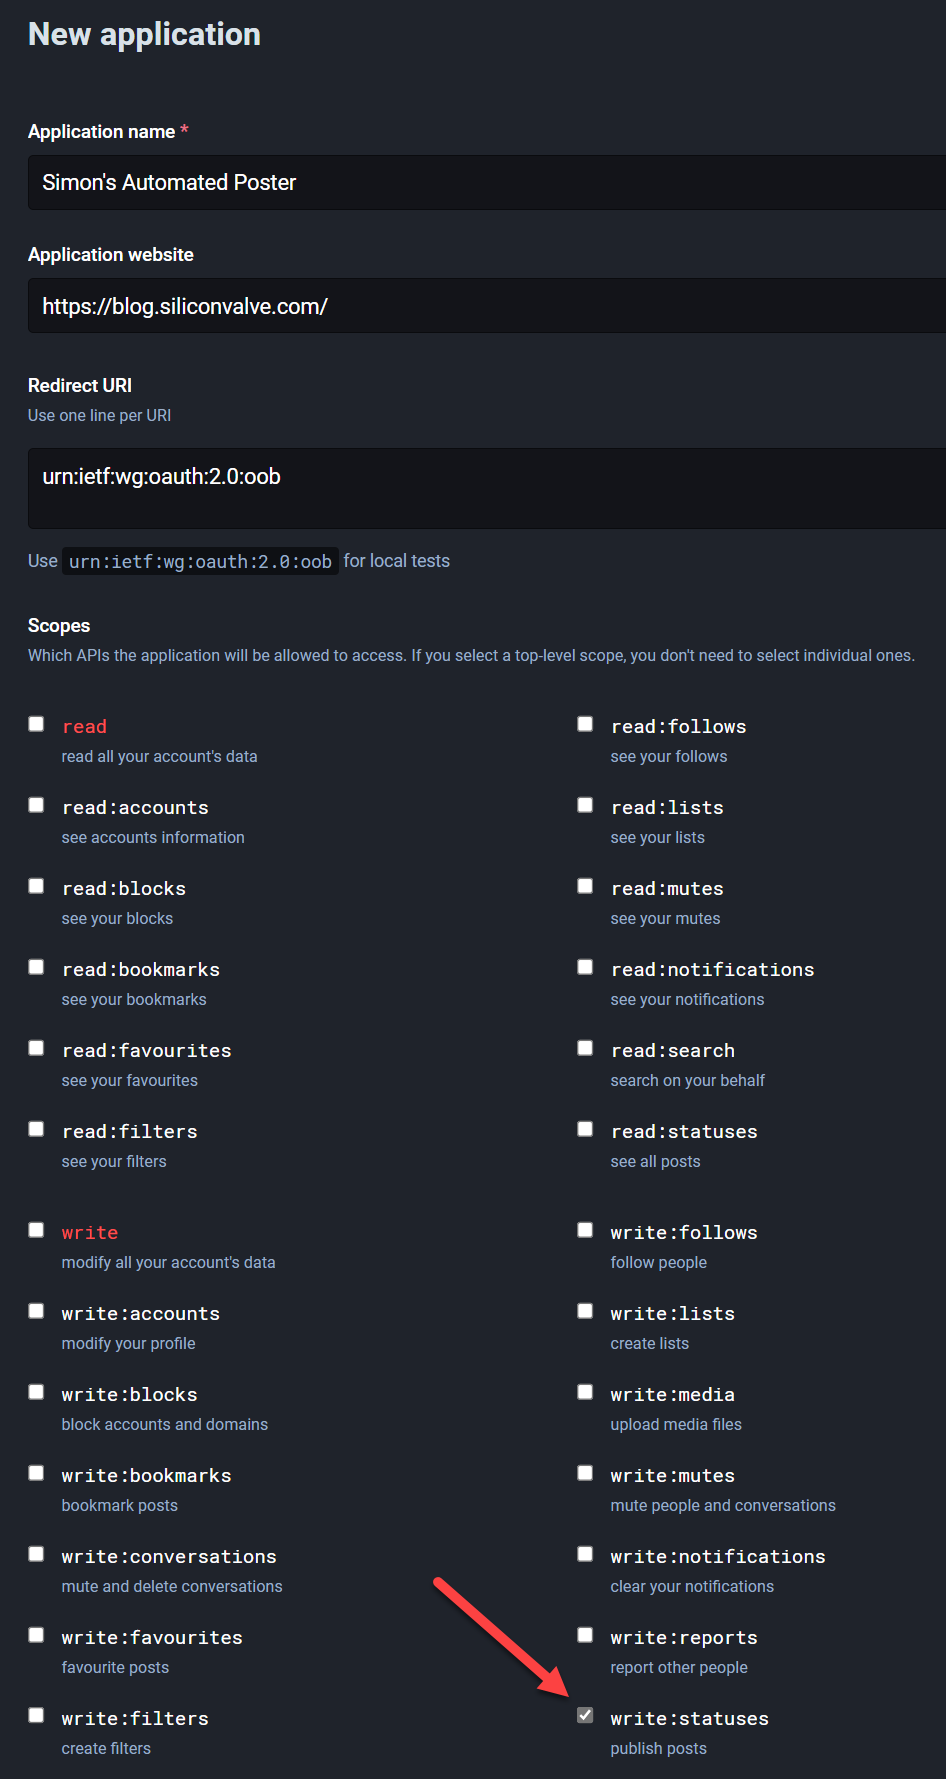 New application
Application name *
Simon's Automated Poster
Application website
https://blog.siliconvalve.com/
Redirect URI
Use one line per URI
urn:ietf:wg:oauth:2.0:oob
Use urn:ietf:wg:oauth:2.0:oob for local tests
Scopes
Which APIs the application will be allowed to access. If you select a top-level scope, you don't need to select individual ones.
read
read all your account's data
read:accounts
see accounts information
read:blocks
see your blocks
read:bookmarks
see your bookmarks
read:favourites
see your favourites
read:filters
see your filters
read:follows
see your follows
read:lists
see your lists
read:mutes
see your mutes
read:notifications
see your notifications
read:search
search on your behalf
read:statuses
see all posts
write
modify all your account's data
write:accounts
modify your profile
write:blocks
block accounts and domains
write:bookmarks
bookmark posts
write:conversations
mute and delete conversations
write:favourites
favourite posts
write:filters
create filters
write:follows
follow people
write:lists
create lists
write:media
upload media files
write:mutes
mute people and conversations
write:notifications
clear your notifications
write:reports
report other people
write:statuses
publish posts